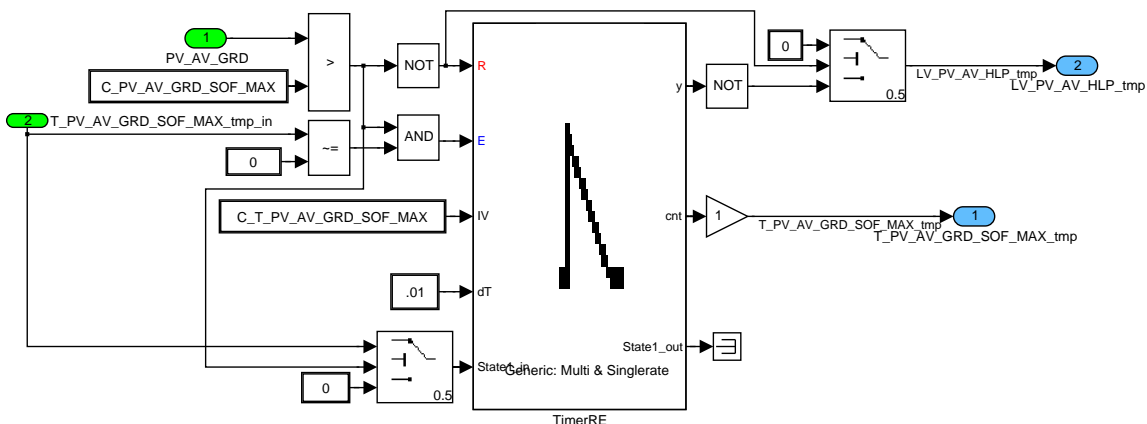 1
PV_AV_GRD
C_PV_AV_GRD_SOF_MAX
>
NOT
R
0
0.5
LV_PV_AV_HLP_tmp
2
LV_PV_AV_HLP_tmp
2
T_PV_AV_GRD_SOF_MAX_tmp_in
0
~=
AND
E
y
NOT
C_T_PV_AV_GRD_SOF_MAX
IV
cnt
1
T_PV_AV_GRD_SOF_MAX_tmp
1
T_PV_AV_GRD_SOF_MAX_tmp
.01
dT
0
0.5
State1_in
State1_out
Generic: Multi & Singlerate
TimerRE